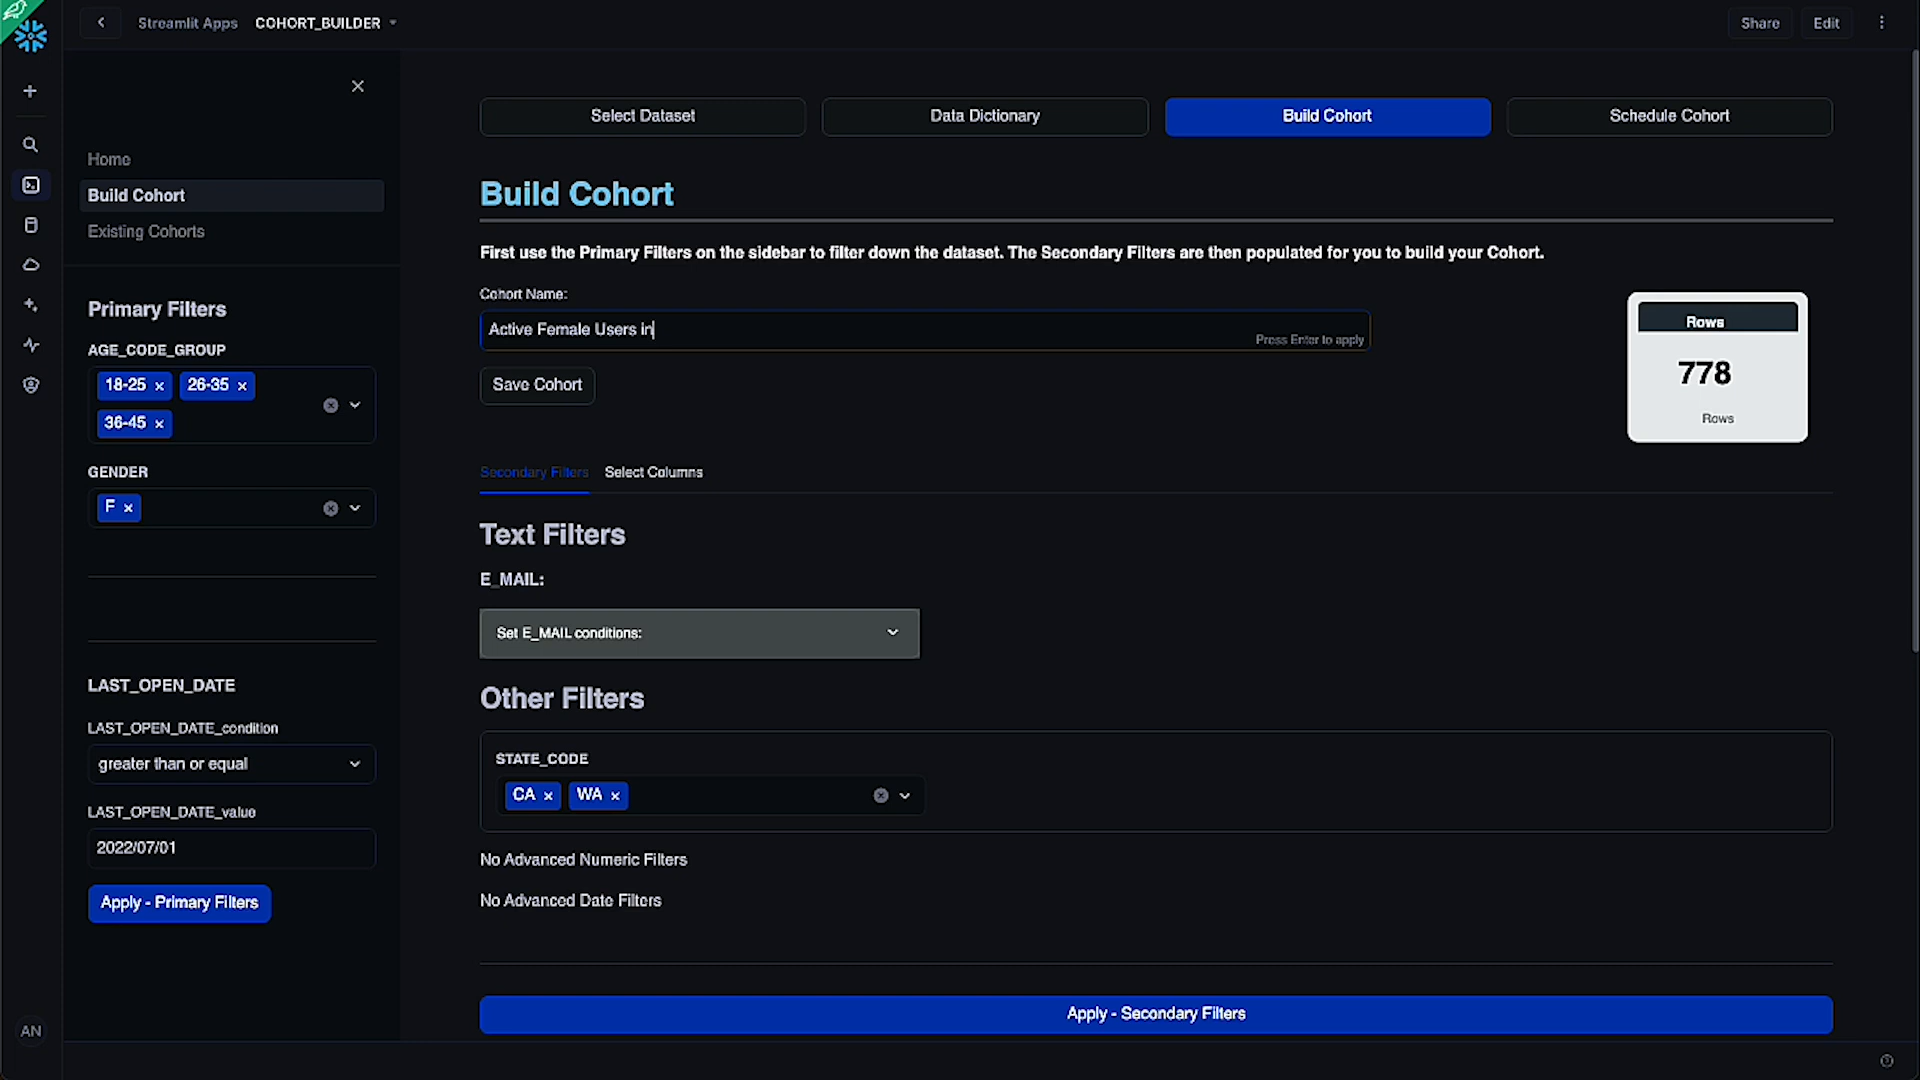 Streamlit Apps COHORT_BUILDER
Share Edit
Home
Build Cohort
Existing Cohorts
Primary Filters
AGE_CODE_GROUP
18-25 × 26-35 ×
36-45 ×
GENDER
F ×
LAST_OPEN_DATE
LAST_OPEN_DATE_condition
greater than or equal
LAST_OPEN_DATE_value
2022/07/01
Apply - Primary Filters
AN
Select Dataset Data Dictionary Build Cohort Schedule Cohort
Build Cohort
First use the Primary Filters on the sidebar to filter down the dataset. The Secondary Filters are then populated for you to build your Cohort.
Cohort Name:
Active Female Users in
Press Enter to apply
Save Cohort
Rows
778
Rows
Secondary Filters Select Columns
Text Filters
E_MAIL:
Set E_MAIL conditions:
Other Filters
STATE_CODE
CA × WA ×
No Advanced Numeric Filters
No Advanced Date Filters
Apply - Secondary Filters